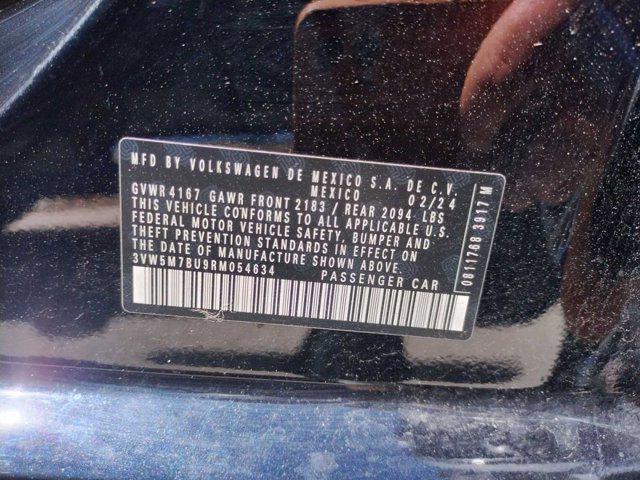 MFD BY VOLKSWAGEN DE MEXICO S.A. DE C.V.
MEXICO 02/24
GVWR 4167 GAWR FRONT 2183 / REAR 2094 LBS
THIS VEHICLE CONFORMS TO ALL APPLICABLE U.S.
FEDERAL MOTOR VEHICLE SAFETY, BUMPER AND
THEFT PREVENTION STANDARDS IN EFFECT ON
THE DATE OF MANUFACTURE SHOWN ABOVE.
3VW5M7BU9RM054634 PASSENGER CAR
0811768 3917 M